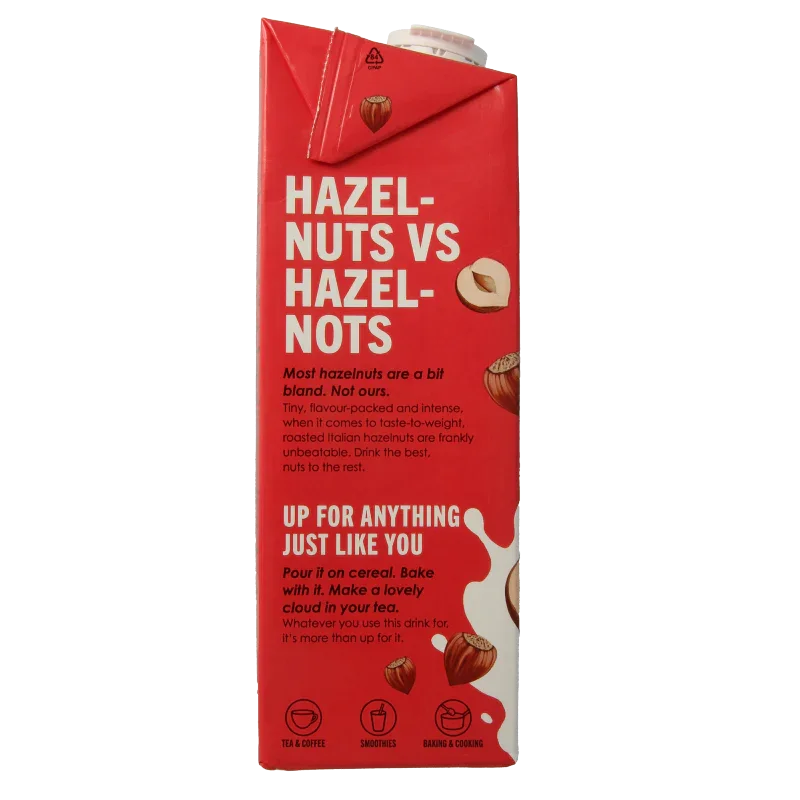 84
C/PAP
HAZEL-
NUTS VS
HAZEL-
NOTS
Most hazelnuts are a bit
bland. Not ours.
Tiny, flavour-packed and intense,
when it comes to taste-to-weight,
roasted Italian hazelnuts are frankly
unbeatable. Drink the best,
nuts to the rest.
UP FOR ANYTHING
JUST LIKE YOU
Pour it on cereal. Bake
with it. Make a lovely
cloud in your tea.
Whatever you use this drink for,
it's more than up for it.
TEA & COFFEE
SMOOTHIES
BAKING & COOKING